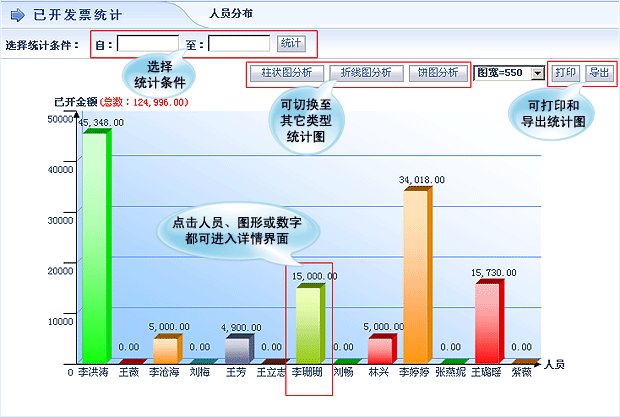 已开发票统计
人员分布
选择统计条件： 自： 至： 统计
选择
统计条件
柱状图分析 折线图分析 饼图分析 图宽=550 打印 导出
可切换至
其它类型
统计图
可打印和
导出统计图
已开金额(总数：124,996.00)
50000
40000
30000
20000
10000
0
45,348.00
0.00
5,000.00
0.00
4,900.00
0.00
15,000.00
0.00
5,000.00
34,018.00
0.00
15,730.00
0.00
点击人员、图形或数字
都可进入详情界面
李洪涛 王薇 李沧海 刘梅 王芳 王立志 李珊珊 刘畅 林兴 李婷婷 张燕妮 王璐瑶 紫薇
人员